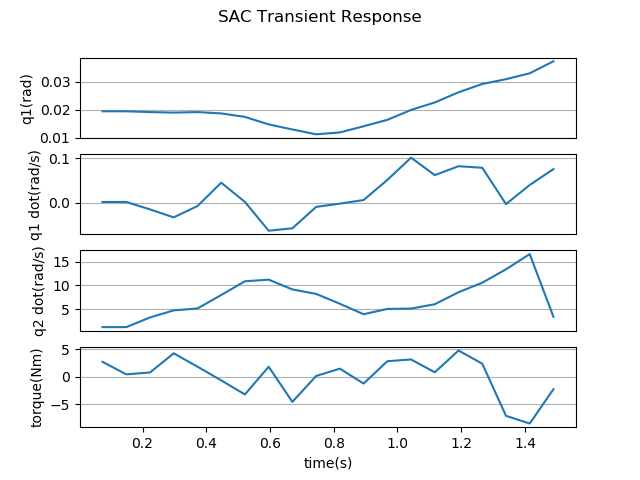 SAC Transient Response
q1(rad)
0.03
0.02
0.01
q1 dot(rad/s)
0.1
0.0
q2 dot(rad/s)
15
10
5
torque(Nm)
5
0
−5
0.2 0.4 0.6 0.8 1.0 1.2 1.4
time(s)